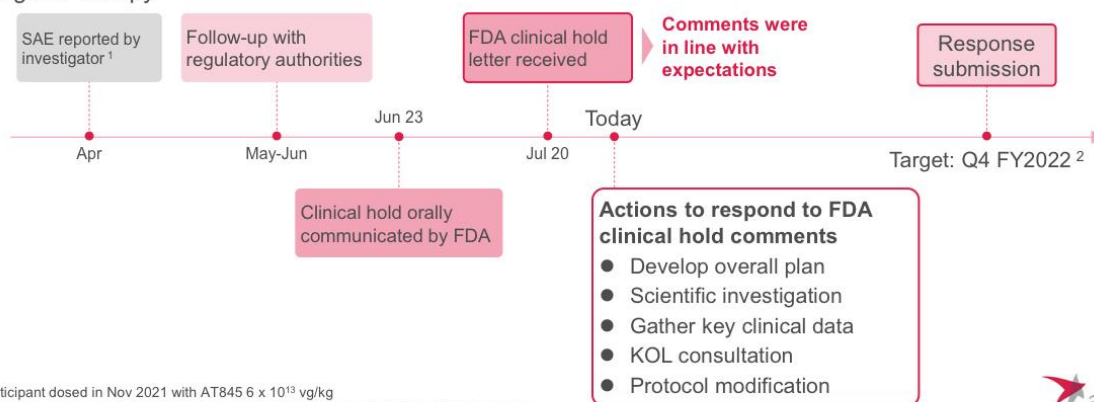 SAE reported by
investigator 1
Follow-up with
regulatory authorities
FDA clinical hold
letter received
Comments were
in line with
expectations
Response
submission
Jun 23
Today
Apr
May-Jun
Jul 20
Target: Q4 FY2022 2
Clinical hold orally
communicated by FDA
Actions to respond to FDA
clinical hold comments
● Develop overall plan
● Scientific investigation
● Gather key clinical data
● KOL consultation
● Protocol modification
dosed in Nov 2021 with AT845 6 x 10¹³ vg/kg